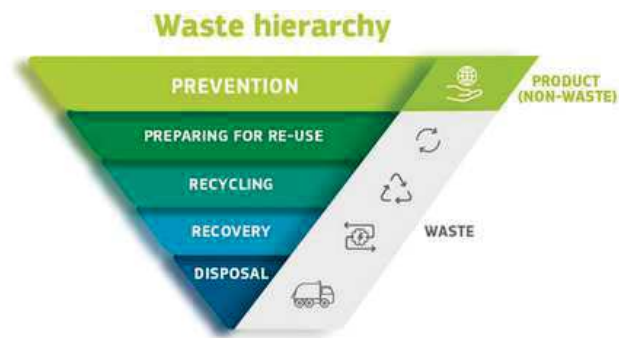 Waste hierarchy
PREVENTION
PRODUCT
(NON-WASTE)
PREPARING FOR RE-USE
RECYCLING
RECOVERY
WASTE
DISPOSAL